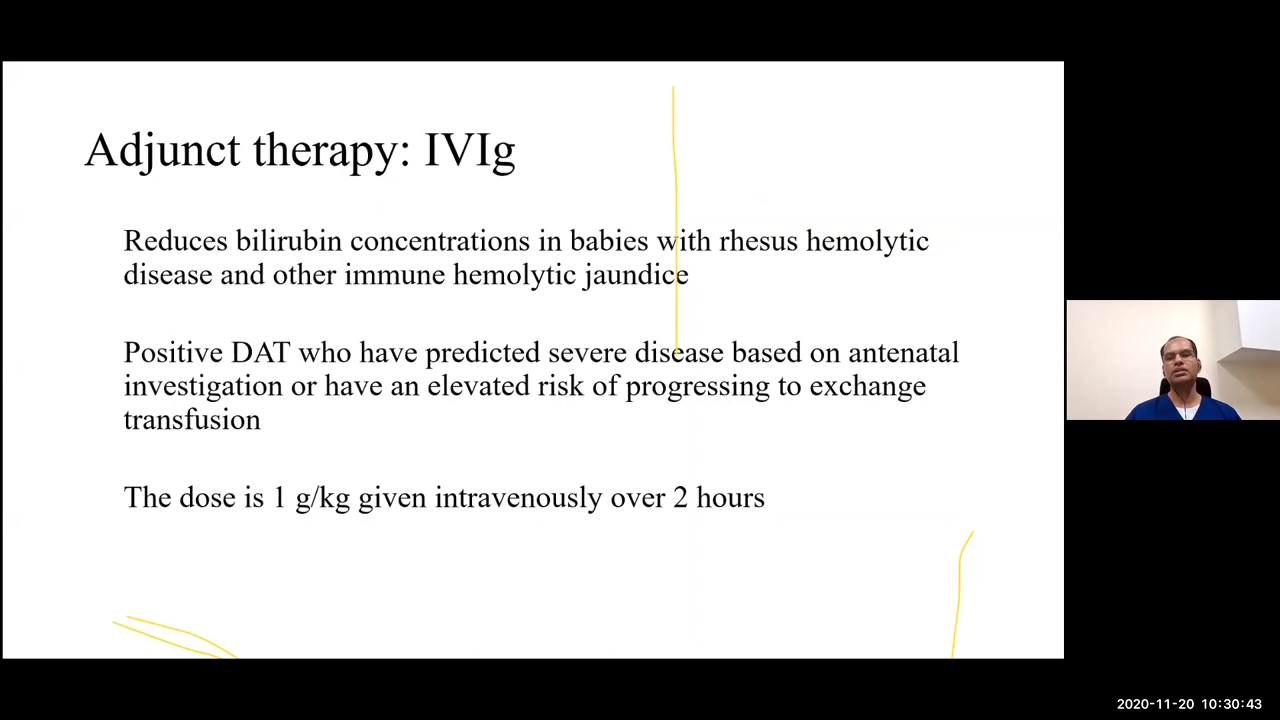 Adjunct therapy: IVIg
Reduces bilirubin concentrations in babies with rhesus hemolytic
disease and other immune hemolytic jaundice
Positive DAT who have predicted severe disease based on antenatal
investigation or have an elevated risk of progressing to exchange
transfusion
The dose is 1 g/kg given intravenously over 2 hours
2020-11-20 10:30:43